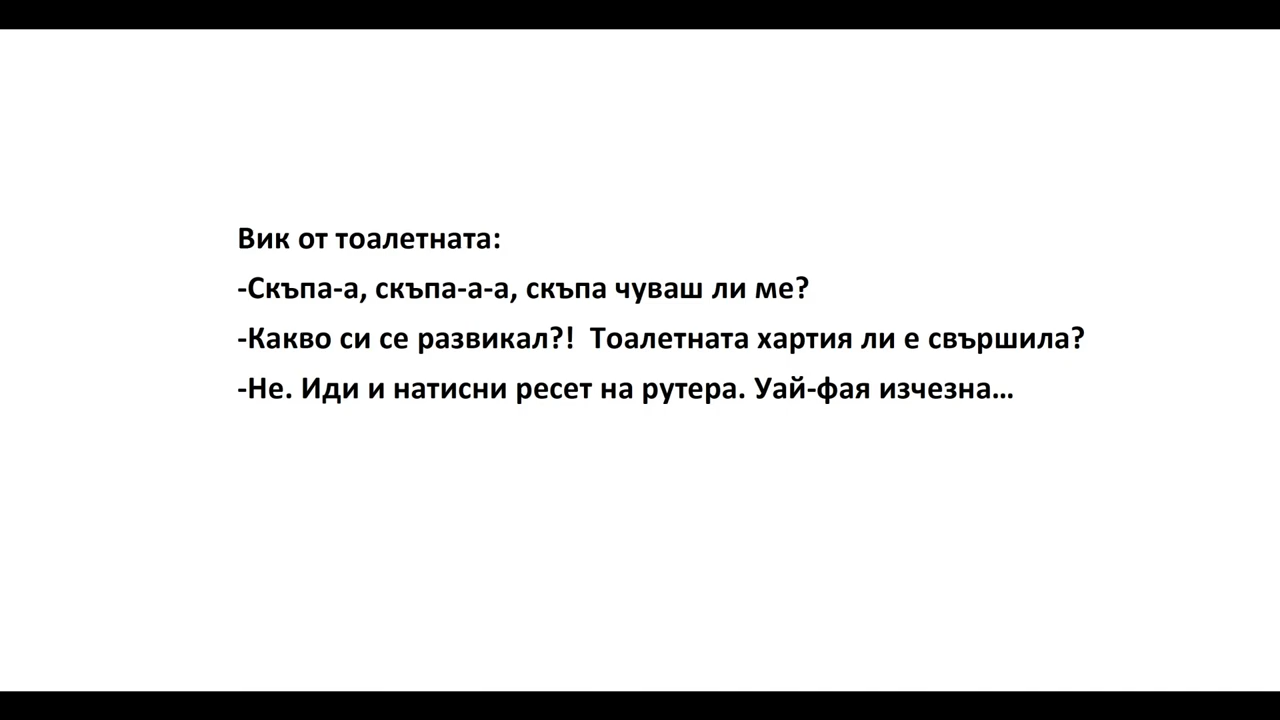 Вик от тоалетната:
-Скъпа-а, скъпа-а-а, скъпа чуваш ли ме?
-Какво си се развикал?!  Тоалетната хартия ли е свършила?
-Не. Иди и натисни ресет на рутера. Уай-фая изчезна...